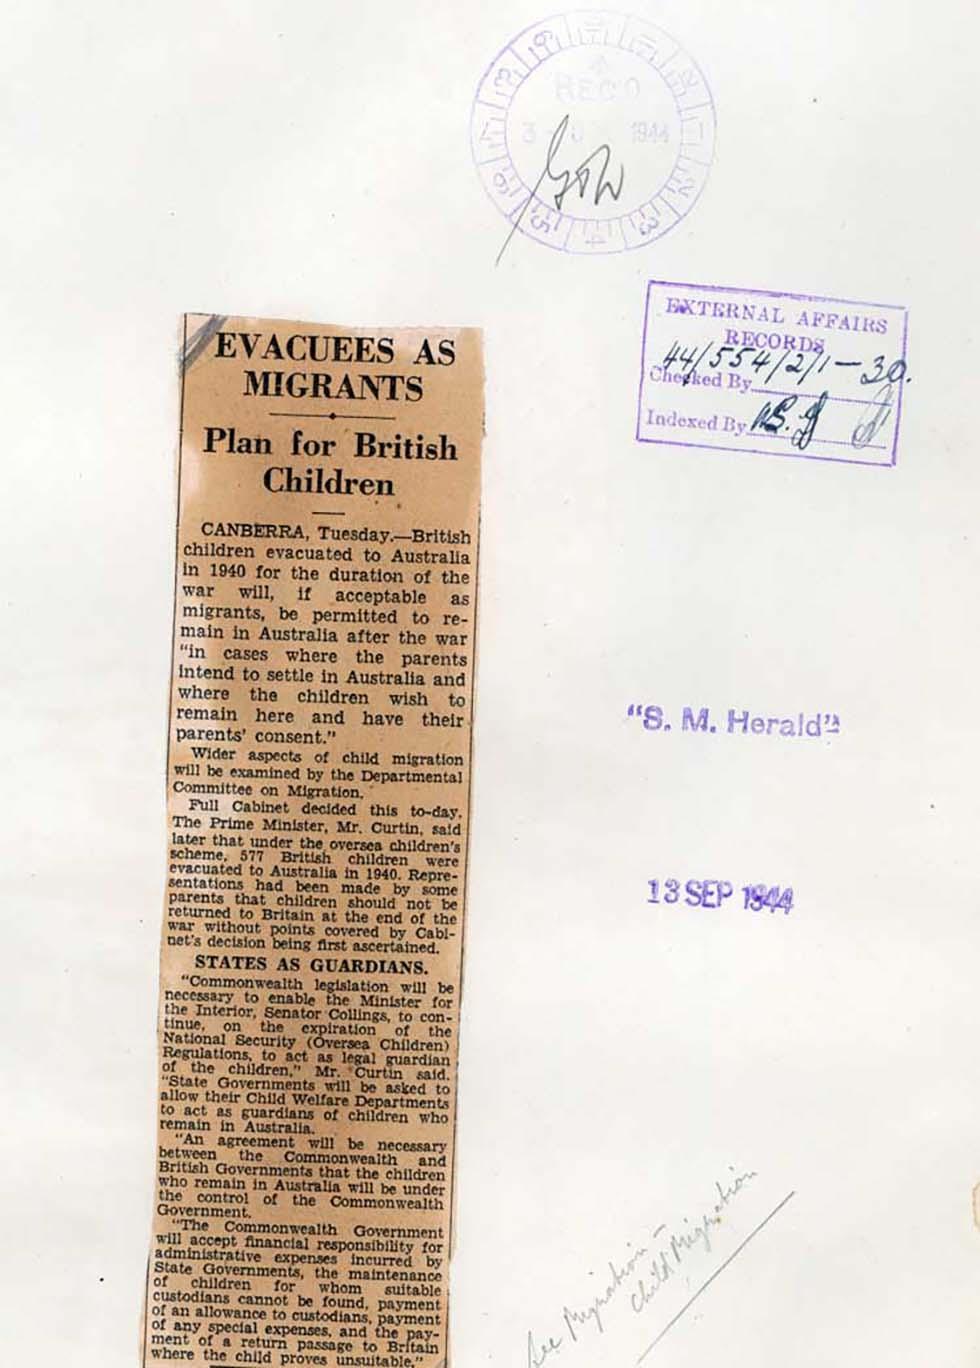 REC'D
3 1944
EXTERNAL AFFAIRS
RECORDS
44/554/2/1-30.
Checked By
Indexed By
EVACUEES AS
MIGRANTS
Plan for British
Children
CANBERRA, Tuesday.—British
children evacuated to Australia
in 1940 for the duration of the
war will, if acceptable as
migrants, be permitted to re-
main in Australia after the war
"in cases where the parents
intend to settle in Australia and
where the children wish to
remain here and have their
parents' consent."
Wider aspects of child migration
will be examined by the Departmental
Committee on Migration.
Full Cabinet decided this to-day.
The Prime Minister, Mr. Curtin, said
later that under the oversea children's
scheme, 577 British children were
evacuated to Australia in 1940. Repre-
sentations had been made by some
parents that children should not be
returned to Britain at the end of the
war without points covered by Cabi-
net's decision being first ascertained.
STATES AS GUARDIANS.
"Commonwealth legislation will be
necessary to enable the Minister for
the Interior, Senator Collings, to con-
tinue, on the expiration of the
National Security (Oversea Children)
Regulations, to act as legal guardian
of the children," Mr. Curtin said.
"State Governments will be asked to
allow their Child Welfare Departments
to act as guardians of children who
remain in Australia.
"An agreement will be necessary
between the Commonwealth and
British Governments that the children
who remain in Australia will be under
the control of the Commonwealth
Government.
"The Commonwealth Government
will accept financial responsibility for
administrative expenses incurred by
State Governments, the maintenance
of children for whom suitable
custodians cannot be found, payment
of an allowance to custodians, payment
of any special expenses, and the pay-
ment of a return passage to Britain
where the child proves unsuitable."
"S. M. Herald"
13 SEP 1944
See Migration —
Child Migration